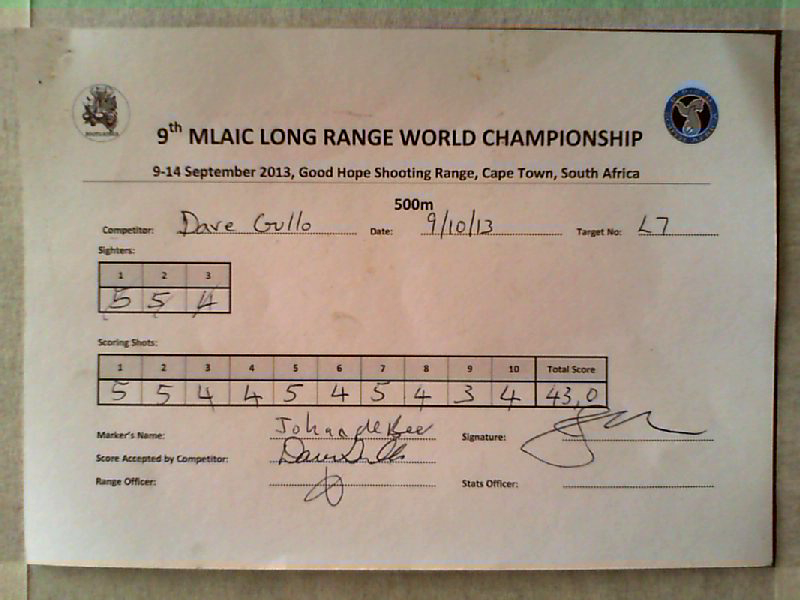 9th MLAIC LONG RANGE WORLD CHAMPIONSHIP
9-14 September 2013, Good Hope Shooting Range, Cape Town, South Africa
500m
Competitor: Dave Gullo Date: 9/10/13 Target No: L7
Sighters:
1 2 3
5 5 4
Scoring Shots:
1 2 3 4 5 6 7 8 9 10 Total Score
5 5 4 4 5 4 5 4 3 4 43,0
Marker's Name: Johan de Beer Signature:
Score Accepted by Competitor:
Range Officer: Stats Officer: